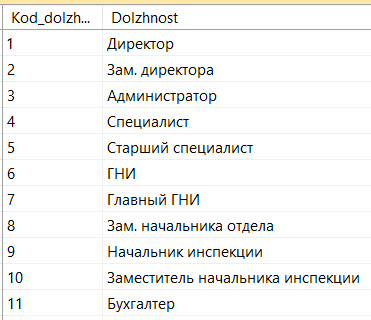 Kod_dolzh... Dolzhnost
1 Директор
2 Зам. директора
3 Администратор
4 Специалист
5 Старший специалист
6 ГНИ
7 Главный ГНИ
8 Зам. начальника отдела
9 Начальник инспекции
10 Заместитель начальника инспекции
11 Бухгалтер